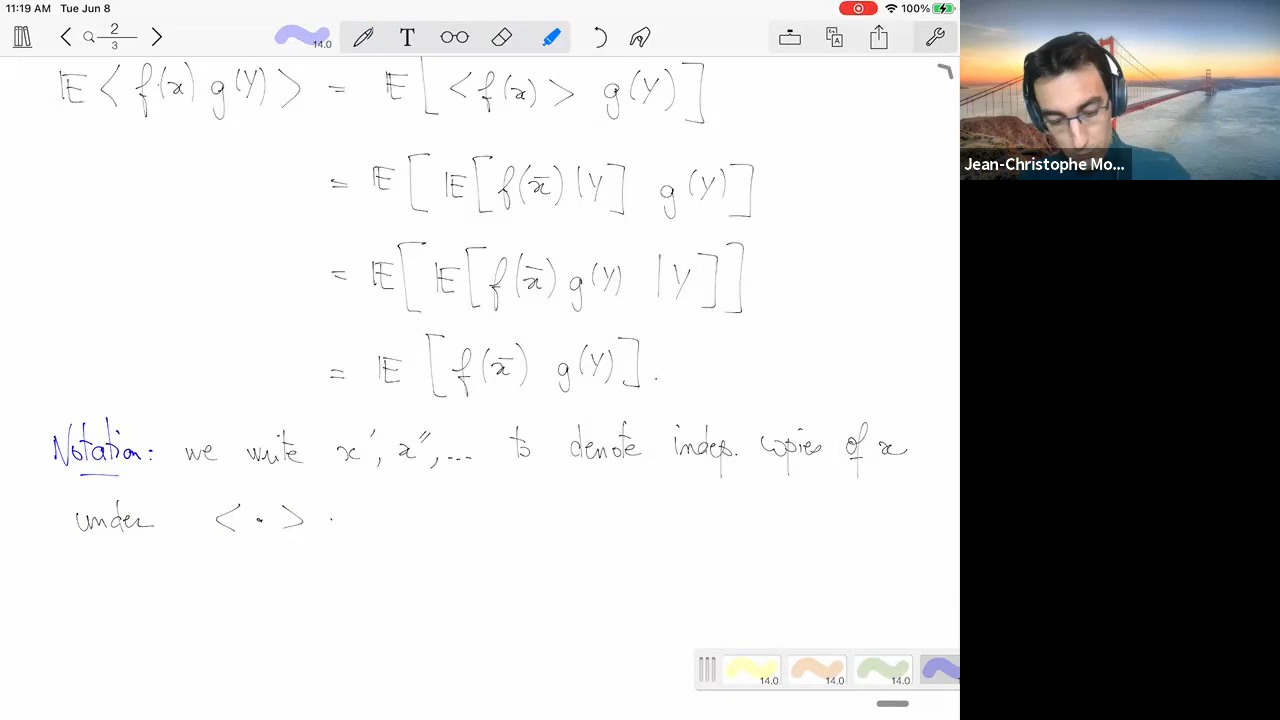 11:19 AM Tue Jun 8
100%
2
3
14.0
T
Jean-Christophe Mo...
𝔼 < f(x) g(Y) > = 𝔼 [ < f(x) > g(Y) ]
= 𝔼 [ 𝔼 [ f(x̄) | Y ] g(Y) ]
= 𝔼 [ 𝔼 [ f(x̄) g(Y) | Y ] ]
= 𝔼 [ f(x̄) g(Y) ] .
Notation: we write x', x'', ... to denote indep. copies of x
under < · > .
14.0 14.0 14.0 14.0